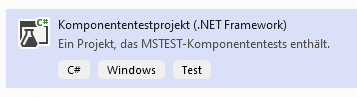 C#
Komponententestprojekt (.NET Framework)
Ein Projekt, das MSTEST-Komponententests enthält.
C# Windows Test